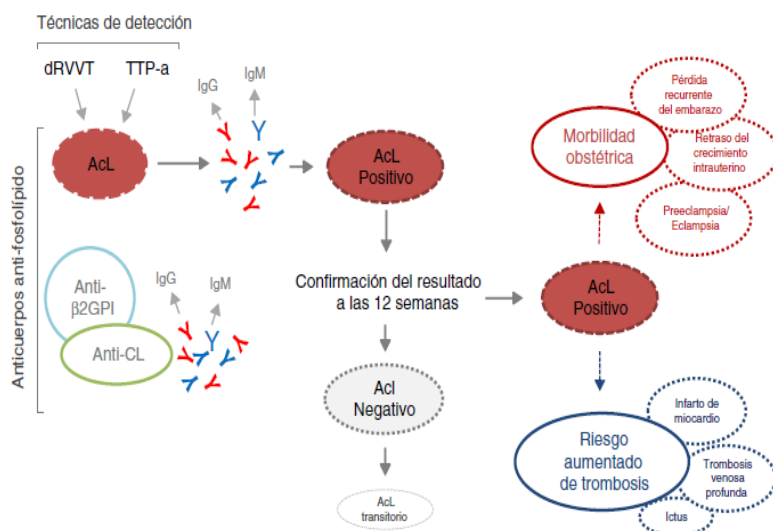 Técnicas de detección
dRVVT
TTP-a
IgG
IgM
Anticuerpos anti-fosfolípido
AcL
AcL
Positivo
Pérdida
recurrente
del embarazo
Morbilidad
obstétrica
Retraso del
crecimiento
intrauterino
Preeclampsia/
Eclampsia
Anti-
β2GPI
Anti-CL
IgG
IgM
Confirmación del resultado
a las 12 semanas
AcL
Positivo
Acl
Negativo
AcL
transitorio
Infarto de
miocardio
Riesgo
aumentado
de trombosis
Trombosis
venosa
profunda
Ictus